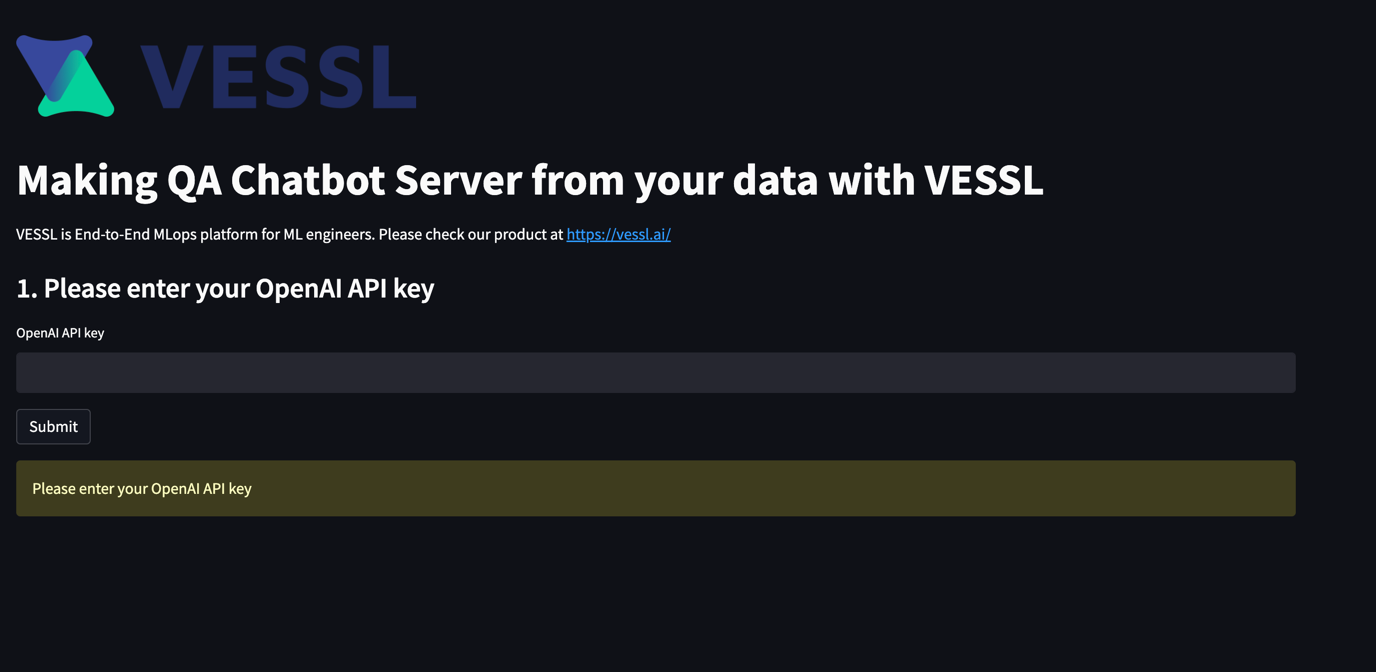 VESSL
Making QA Chatbot Server from your data with VESSL
VESSL is End-to-End MLops platform for ML engineers. Please check our product at https://vessl.ai/
1. Please enter your OpenAI API key
OpenAI API key
Submit
Please enter your OpenAI API key